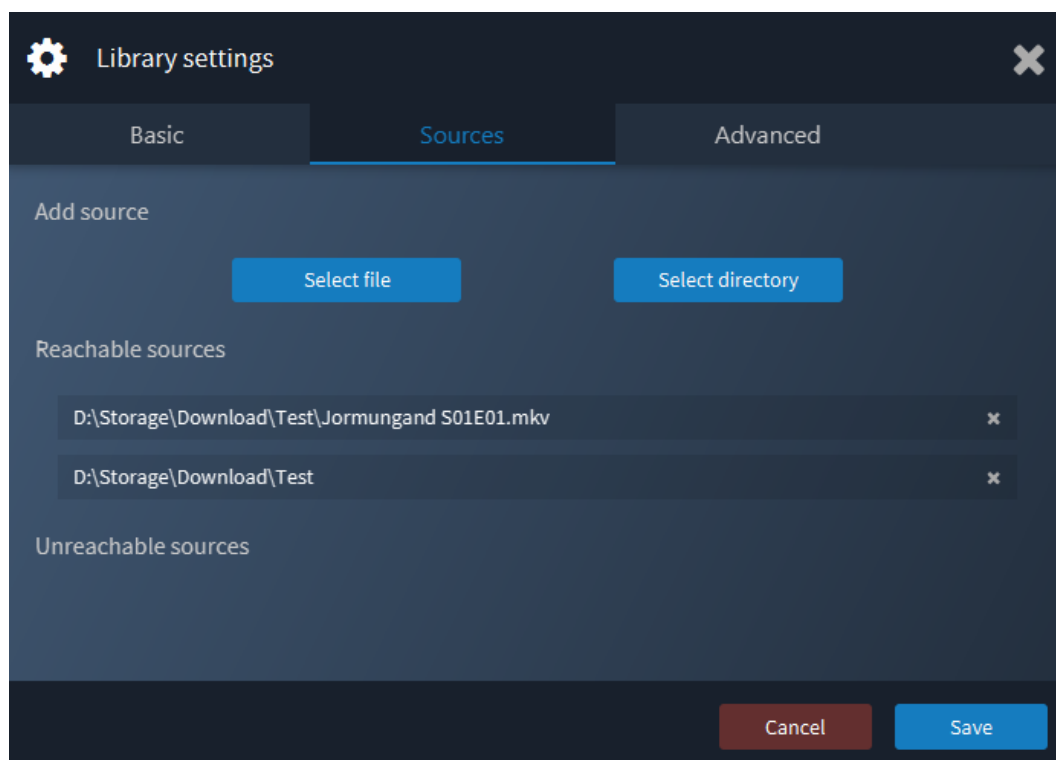 Library settings
Basic Sources Advanced
Add source
Select file Select directory
Reachable sources
D:\Storage\Download\Test\Jormungand S01E01.mkv
D:\Storage\Download\Test
Unreachable sources
Cancel Save